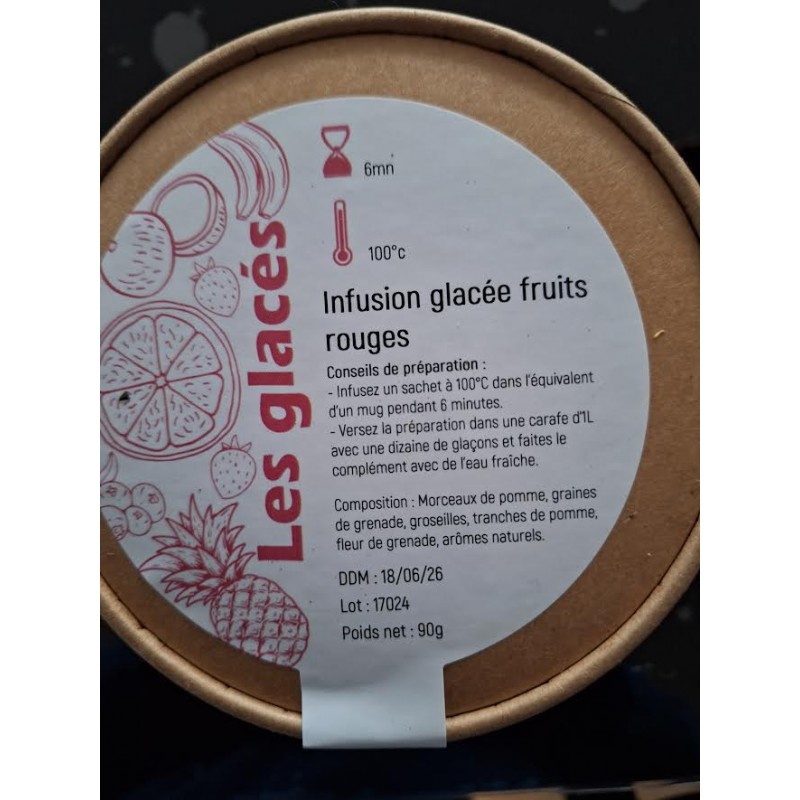 Les glacés
6mn
100°c
Infusion glacée fruits
rouges
Conseils de préparation :
- Infusez un sachet à 100°C dans l'équivalent
d'un mug pendant 6 minutes.
- Versez la préparation dans une carafe d'1L
avec une dizaine de glaçons et faites le
complément avec de l'eau fraîche.
Composition : Morceaux de pomme, graines
de grenade, groseilles, tranches de pomme,
fleur de grenade, arômes naturels.
DDM : 18/06/26
Lot : 17024
Poids net : 90g